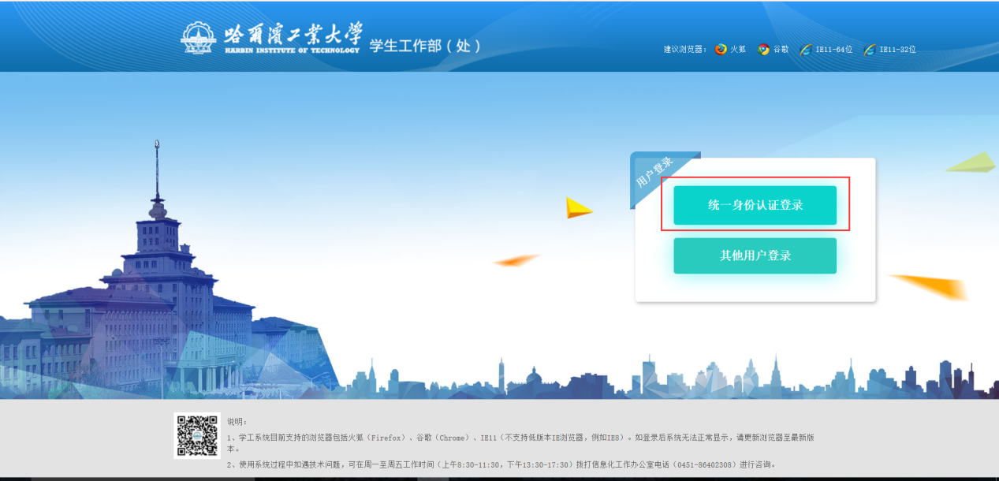 哈尔滨工业大学
HARBIN INSTITUTE OF TECHNOLOGY
学生工作部（处）
建议浏览器： 火狐 谷歌 IE11-64位 IE11-32位
用户登录
统一身份认证登录
其他用户登录
说明：
1、学工系统目前支持的浏览器包括火狐（Firefox）、谷歌（Chrome）、IE11（不支持低版本IE浏览器，例如IE8）。如登录后系统无法正常显示，请更新浏览器至最新版
本。
2、使用系统过程中如遇技术问题，可在周一至周五工作时间（上午8:30-11:30，下午13:30-17:30）拨打信息化工作办公室电话（0451-86402308）进行咨询。